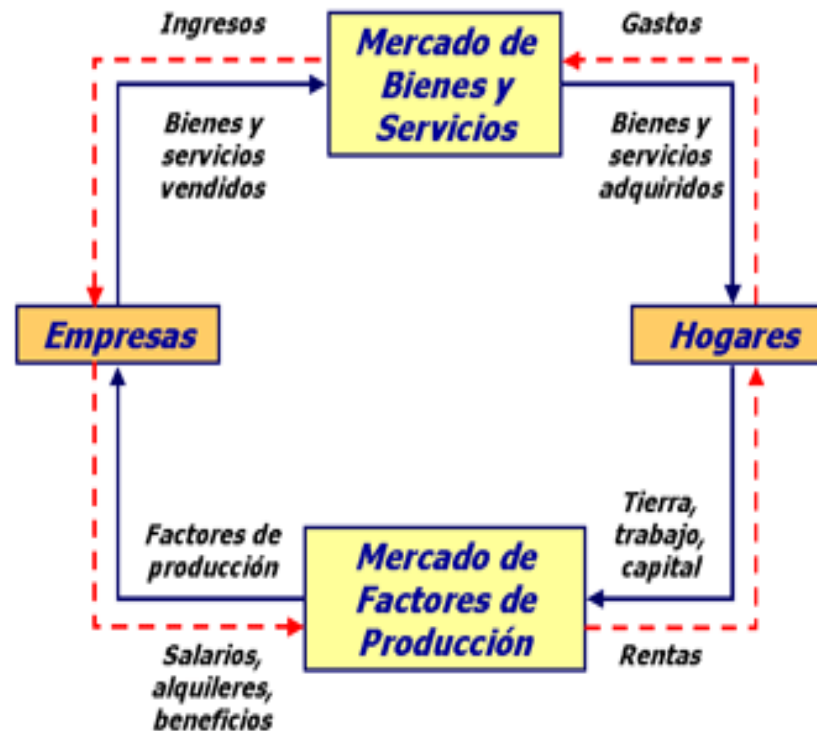 Ingresos
Mercado de
Bienes y
Servicios
Gastos
Bienes y
servicios
vendidos
Bienes y
servicios
adquiridos
Empresas
Hogares
Factores de
producción
Mercado de
Factores de
Producción
Tierra,
trabajo,
capital
Salarios,
alquileres,
beneficios
Rentas